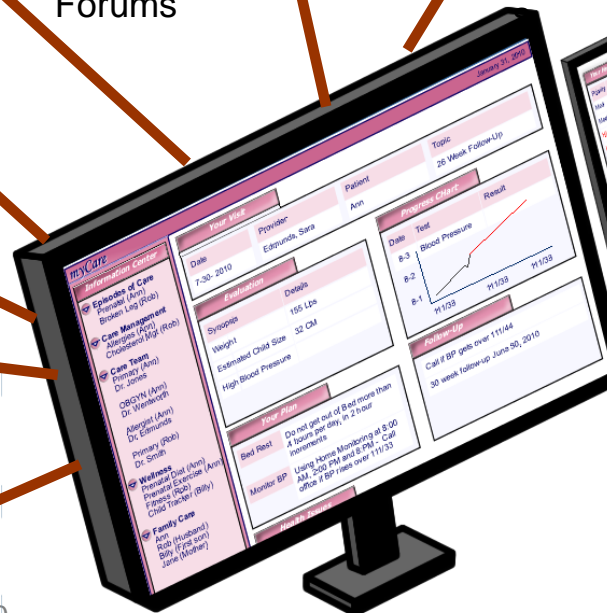 Forums
January 31, 2010
myCare
Information Center
Episodes of Care
Prenatal (Ann)
Broken Leg (Rob)
Care Management
Allergies (Ann)
Cholesterol Mgt (Rob)
Care Team
Primary (Ann)
Dr. Jones
OBGYN (Ann)
Dr. Wentworth
Allergist (Ann)
Dr. Edmunds
Primary (Rob)
Dr. Smith
Wellness
Prenatal Diet (Ann)
Prenatal Exercise (Ann)
Fitness (Rob)
Child Tracker (Billy)
Family Care
Ann
Rob (Husband)
Billy (First son)
Jane (Mother)
Your Visit
Date Provider Patient Topic
7-30- 2010 Edmunds, Sara Ann 26 Week Follow-Up
Evaluation
Synopsis Details
Weight 155 Lbs
Estimated Child Size 32 CM
High Blood Pressure
Your Plan
Bed Rest
Do not get out of Bed more than
4 hours per day, in 2 hour
increments
Monitor BP
Using Home Monitoring at 8:00
AM, 2:00 PM and 8:PM - Call
office if BP rises over 111/33
Health Issues
Progress CHart
Date Test Result
8-3 Blood Pressure
8-2
8-1
111/33 111/33 111/33
Follow-Up
Call if BP gets over 111/44
30 week follow-up June 30, 2010